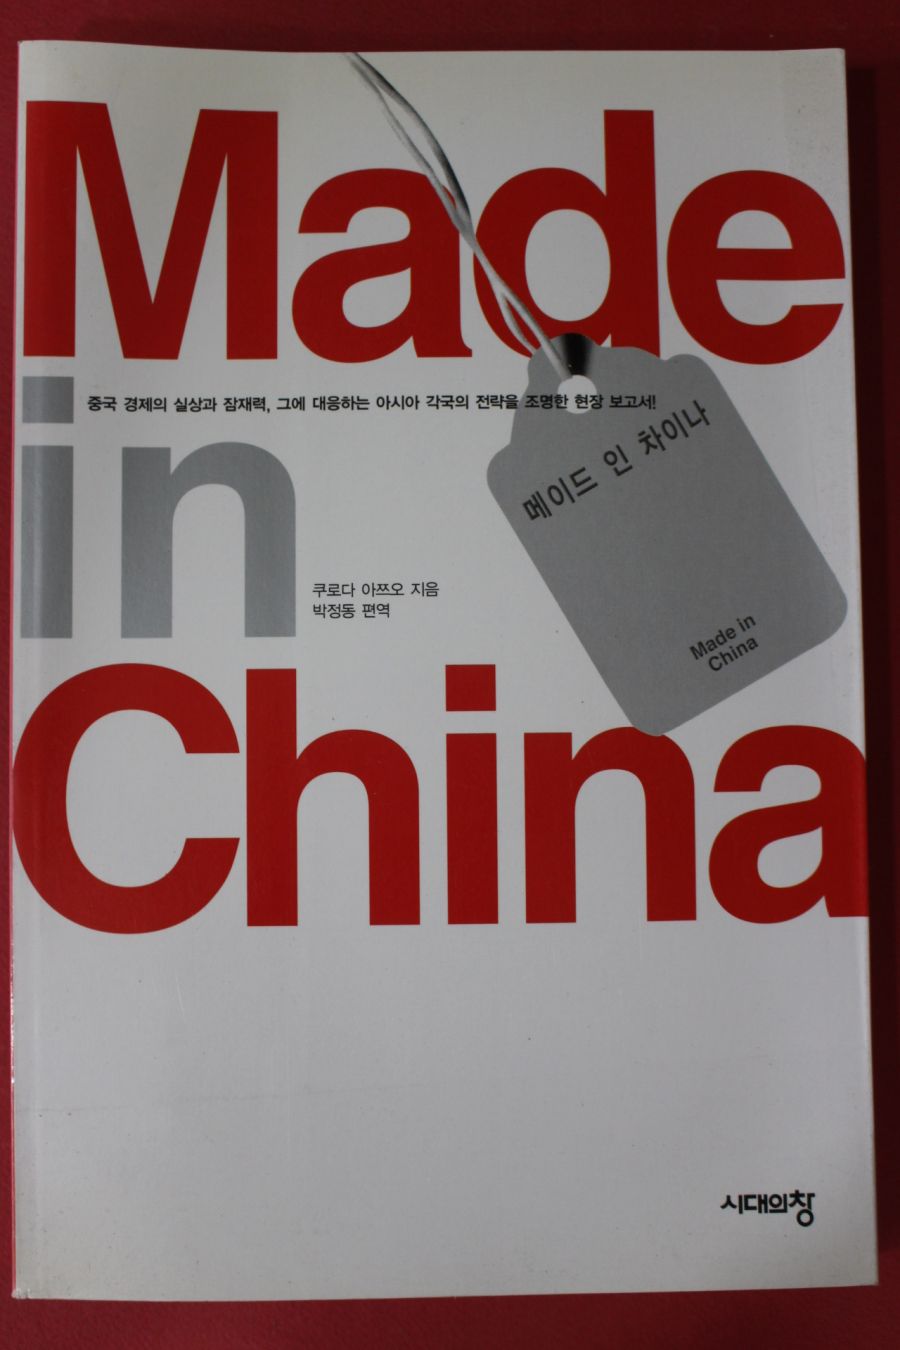 Made
중국 경제의 실상과 잠재력, 그에 대응하는 아시아 각국의 전략을 조명한 현장 보고서!
in
메이드 인 차이나
쿠로다 아쯔오 지음
박정동 편역
Made in
China
China
시대의창